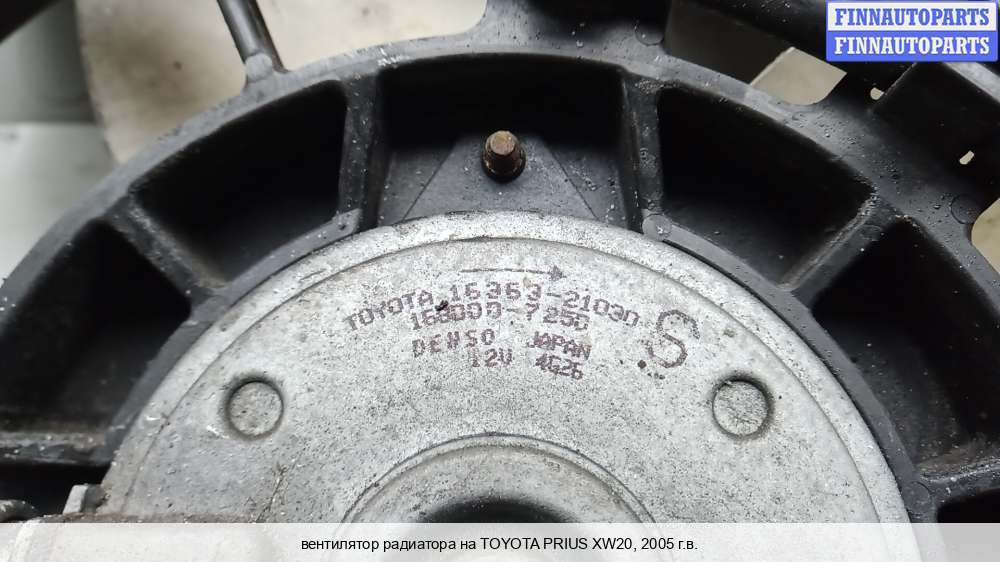 FINNAUTOPARTS
FINNAUTOPARTS
TOYOTA 16363-21030
168000-7250
S
DENSO JAPAN
12V 4G26
вентилятор радиатора на TOYOTA PRIUS XW20, 2005 г.в.